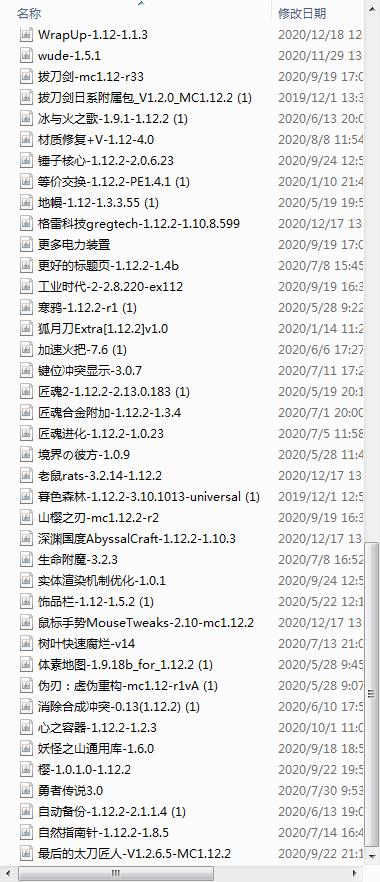 名称 修改日期
WrapUp-1.12-1.1.3 2020/12/18 12:
wude-1.5.1 2020/11/29 13
拔刀剑-mc1.12-r33 2020/9/19 17:0
拔刀剑日系附属包_V1.2.0_MC1.12.2 (1) 2019/12/1 13:3
冰与火之歌-1.9.1-1.12.2 (1) 2020/6/13 20:0
材质修复+V-1.12-4.0 2020/8/8 11:54
锤子核心-1.12.2-2.0.6.23 2020/9/24 12:5
等价交换-1.12.2-PE1.4.1 (1) 2020/1/10 21:4
地幔-1.12-1.3.3.55 (1) 2020/5/19 19:5
格雷科技gregtech-1.12.2-1.10.8.599 2020/12/17 13
更多电力装置 2020/9/19 17:0
更好的标题页-1.12.2-1.4b 2020/7/8 15:45
工业时代-2-2.8.220-ex112 2020/9/19 16:3
寒鸦-1.12.2-r1 (1) 2020/5/28 9:22
狐月刀Extra[1.12.2]v1.0 2020/1/14 11:2
加速火把-7.6 (1) 2020/6/6 17:27
键位冲突显示-3.0.7 2020/7/11 17:2
匠魂2-1.12.2-2.13.0.183 (1) 2020/5/19 20:1
匠魂合金附加-1.12.2-1.3.4 2020/7/1 20:00
匠魂进化-1.12.2-1.0.23 2020/7/5 11:58
境界の彼方-1.0.9 2020/5/28 11:4
老鼠rats-3.2.14-1.12.2 2020/12/17 13
暮色森林-1.12.2-3.10.1013-universal (1) 2019/12/1 12:5
山樱之刃-mc1.12.2-r2 2020/9/19 16:3
深渊国度AbyssalCraft-1.12.2-1.10.3 2020/12/17 13
生命附魔-3.2.3 2020/7/8 16:52
实体渲染机制优化-1.0.1 2020/9/24 12:5
饰品栏-1.12-1.5.2 (1) 2020/5/22 12:1
鼠标手势MouseTweaks-2.10-mc1.12.2 2020/12/17 13
树叶快速腐烂-v14 2020/7/13 21:0
体素地图-1.9.18b_for_1.12.2 (1) 2020/5/28 9:45
伪刃：虚伪重构-mc1.12-r1vA (1) 2020/5/28 9:07
消除合成冲突-0.13(1.12.2) (1) 2020/6/10 17:5
心之容器-1.12.2-1.2.3 2020/10/1 11:0
妖怪之山通用库-1.6.0 2020/9/18 18:5
樱-1.0.1.0-1.12.2 2020/9/22 19:5
勇者传说3.0 2020/7/30 9:53
自动备份-1.12.2-2.1.1.4 (1) 2020/6/13 19:0
自然指南针-1.12.2-1.8.5 2020/7/14 16:4
最后的太刀匠人-V1.2.6.5-MC1.12.2 2020/9/22 21:1